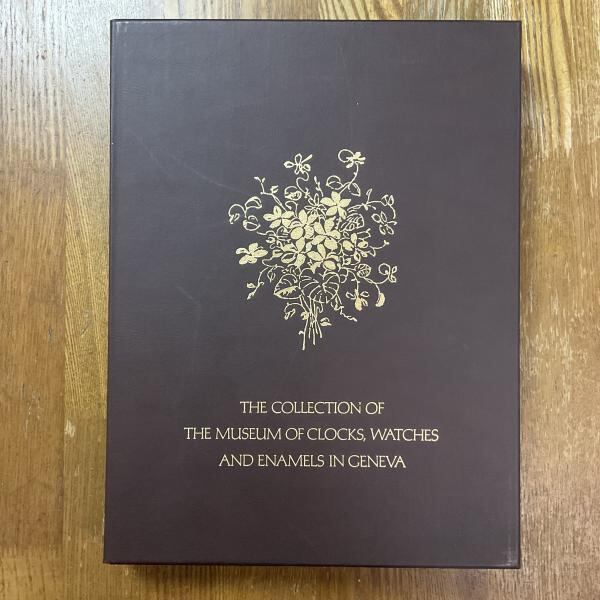 THE COLLECTION OF
THE MUSEUM OF CLOCKS, WATCHES
AND ENAMELS IN GENEVA